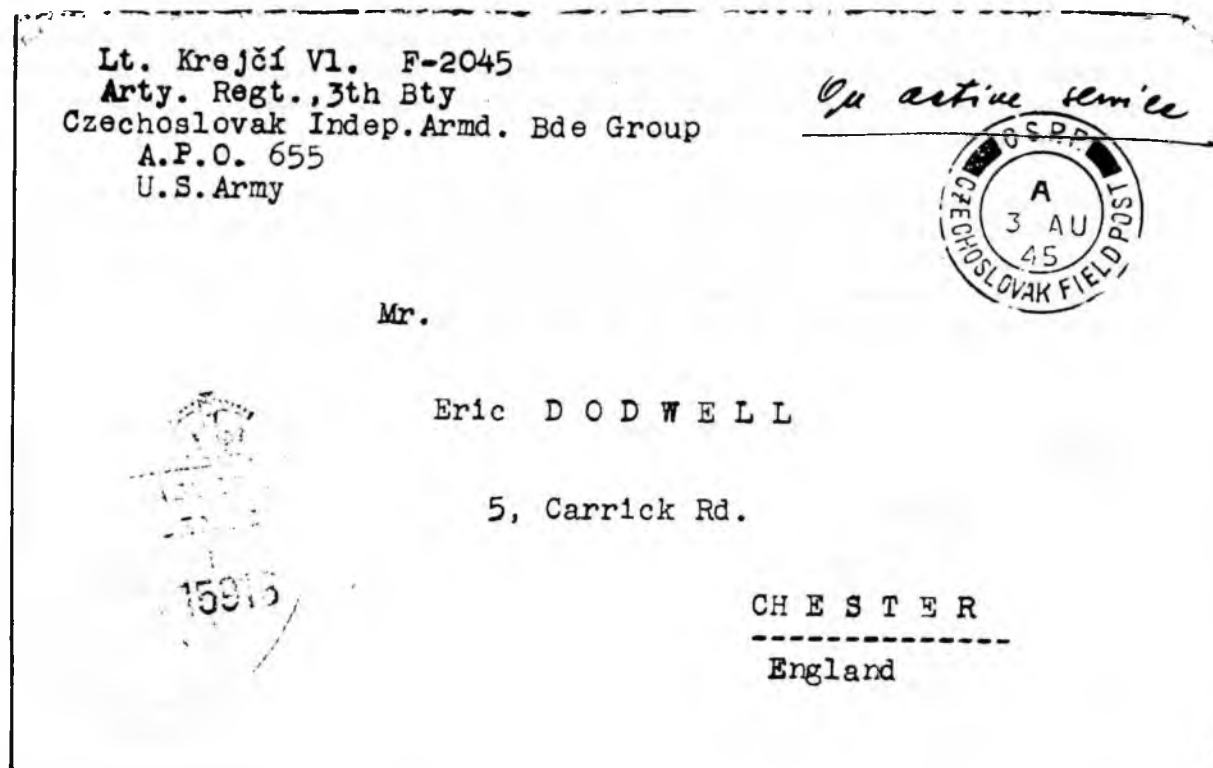 Lt. Krejčí Vl. F-2045
Arty. Regt.,3th Bty
Czechoslovak Indep.Armd. Bde Group
A.P.O. 655
U.S.Army
On active service
CZECHOSLOVAK FIELD POST
A
3 AU
45
Mr.
Eric D O D W E L L
5, Carrick Rd.
CH E S T E R
England